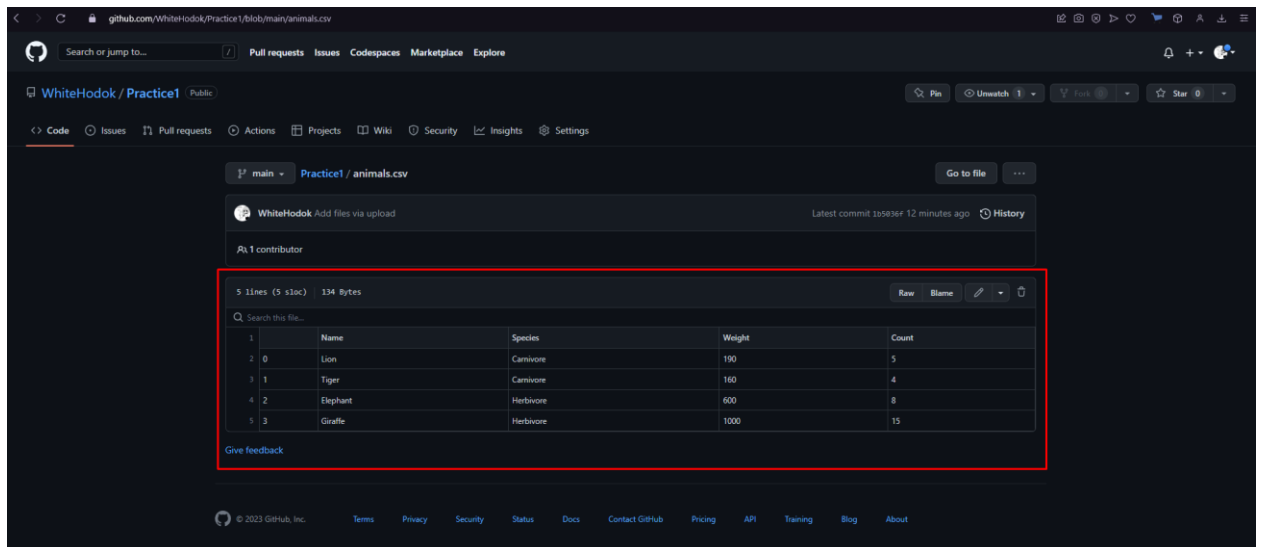 github.com/WhiteHodok/Practice1/blob/main/animals.csv
Search or jump to... / Pull requests Issues Codespaces Marketplace Explore
WhiteHodok / Practice1 Public Pin Unwatch 1 Fork 0 Star 0
Code Issues Pull requests Actions Projects Wiki Security Insights Settings
main Practice1 / animals.csv Go to file ...
WhiteHodok Add files via upload Latest commit 1b5036f 12 minutes ago History
1 contributor
5 lines (5 sloc) 134 Bytes Raw Blame
Search this file...
1 Name Species Weight Count
2 0 Lion Carnivore 190 5
3 1 Tiger Carnivore 160 4
4 2 Elephant Herbivore 600 8
5 3 Giraffe Herbivore 1000 15
Give feedback
© 2023 GitHub, Inc. Terms Privacy Security Status Docs Contact GitHub Pricing API Training Blog About